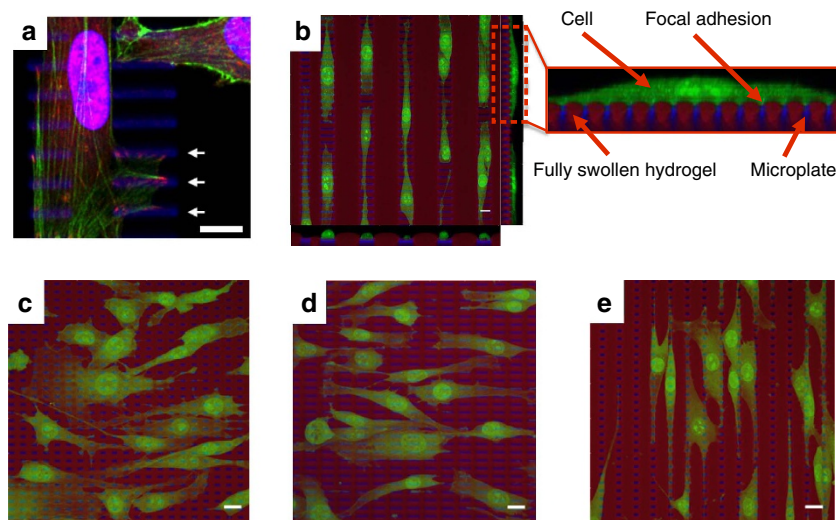 a
b
Cell
Focal adhesion
Fully swollen hydrogel
Microplate
c
d
e